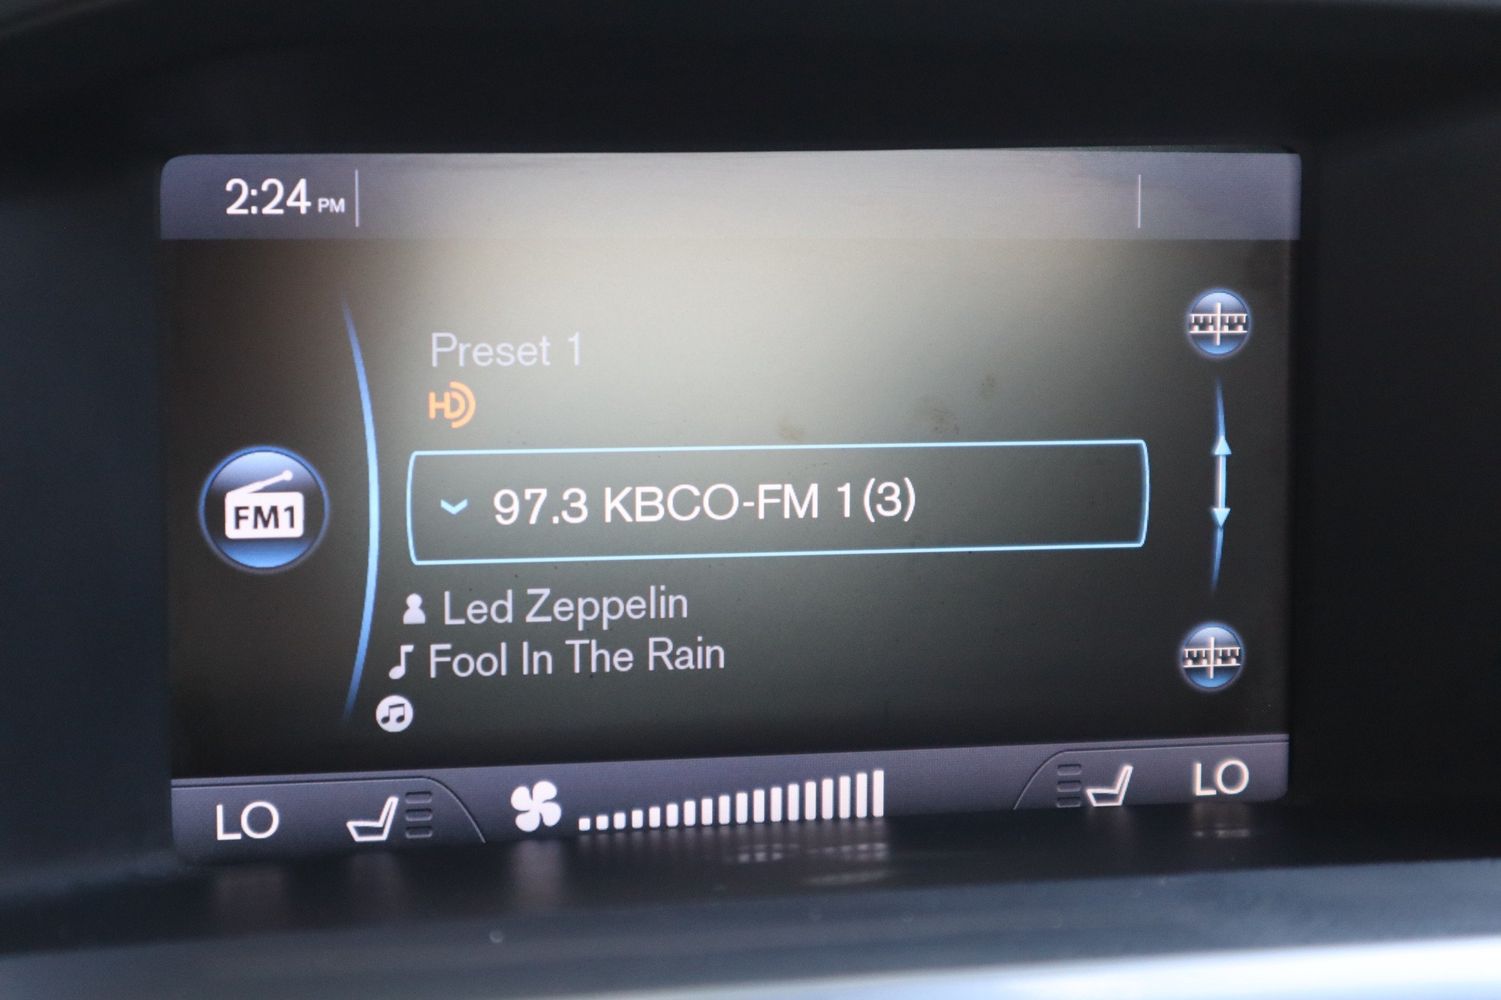 2:24 PM
Preset 1
HD
FM1
97.3 KBCO-FM 1(3)
Led Zeppelin
Fool In The Rain
LO
LO